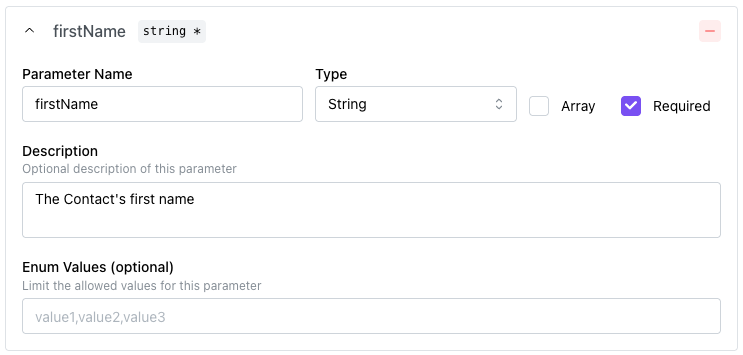 firstName string *
Parameter Name Type
firstName String Array Required
Description
Optional description of this parameter
The Contact's first name
Enum Values (optional)
Limit the allowed values for this parameter
value1,value2,value3